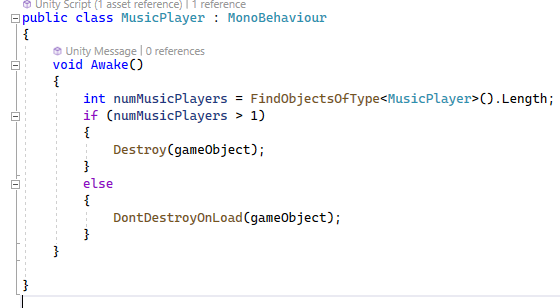 Unity Script (1 asset reference) | 1 reference
public class MusicPlayer : MonoBehaviour
{
Unity Message | 0 references
void Awake()
{
int numMusicPlayers = FindObjectsOfType<MusicPlayer>().Length;
if (numMusicPlayers > 1)
{
Destroy(gameObject);
}
else
{
DontDestroyOnLoad(gameObject);
}
}
}